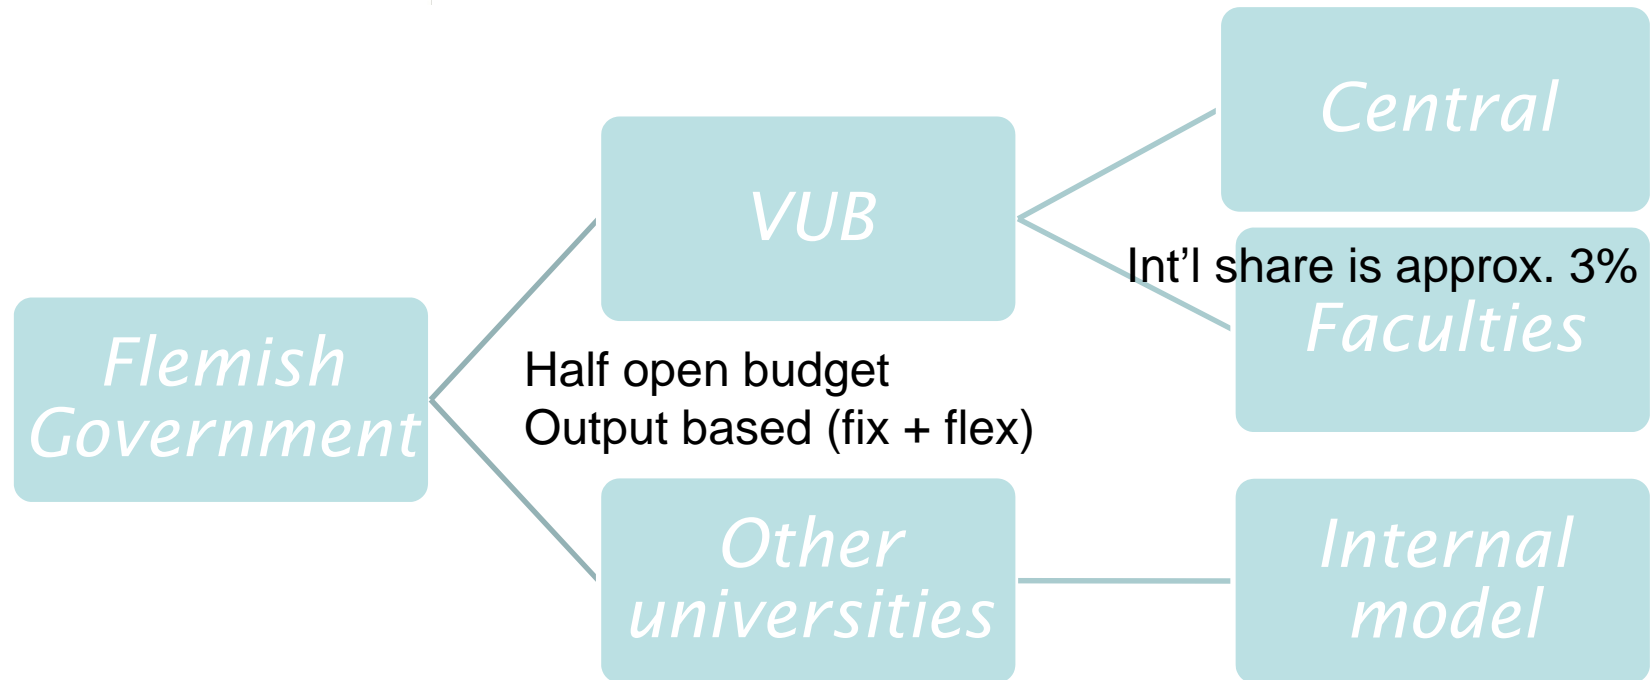 Central
VUB
Int'l share is approx. 3%
Faculties
Flemish
Government
Half open budget
Output based (fix + flex)
Other
universities
Internal
model